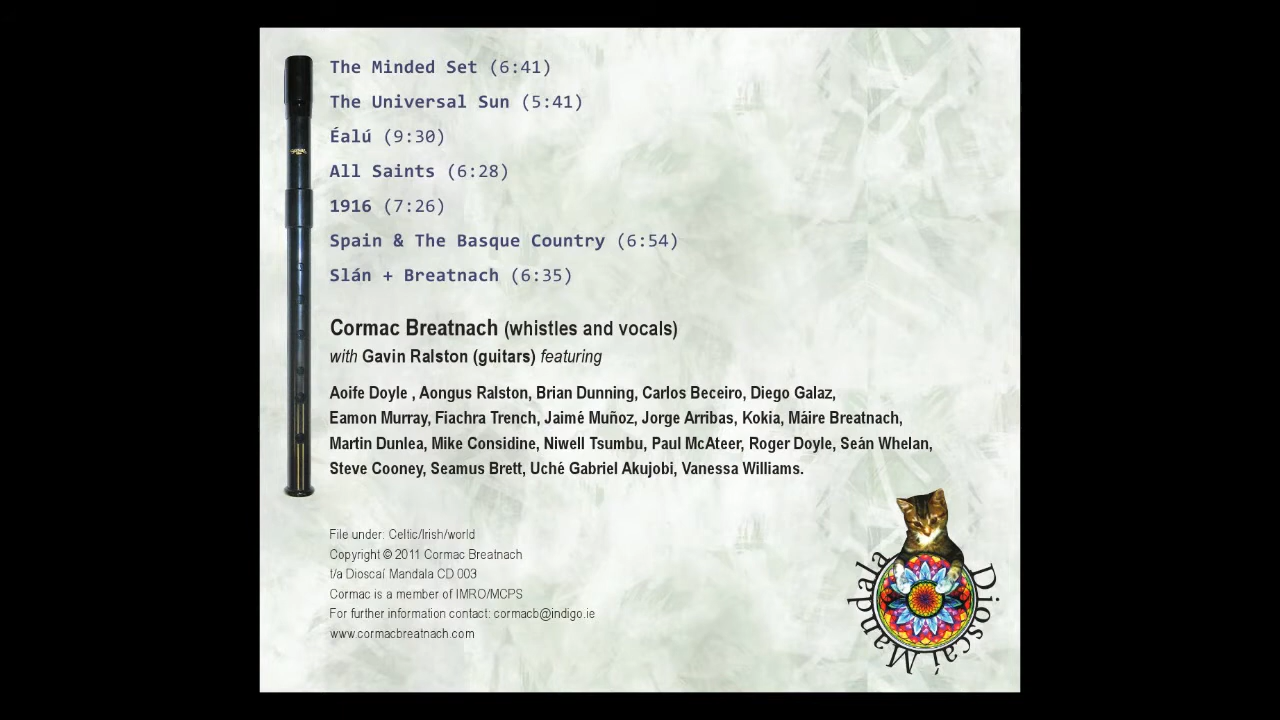 The Minded Set (6:41)
The Universal Sun (5:41)
Éalú (9:30)
All Saints (6:28)
1916 (7:26)
Spain & The Basque Country (6:54)
Slán + Breatnach (6:35)
Cormac Breatnach (whistles and vocals)
with Gavin Ralston (guitars) featuring
Aoife Doyle , Aongus Ralston, Brian Dunning, Carlos Beceiro, Diego Galaz,
Eamon Murray, Fiachra Trench, Jaimé Muñoz, Jorge Arribas, Kokia, Máire Breatnach,
Martin Dunlea, Mike Considine, Niwell Tsumbu, Paul McAteer, Roger Doyle, Seán Whelan,
Steve Cooney, Seamus Brett, Uché Gabriel Akujobi, Vanessa Williams.
File under: Celtic/Irish/world
Copyright © 2011 Cormac Breatnach
t/a Dioscaí Mandala CD 003
Cormac is a member of IMRO/MCPS
For further information contact: cormacb@indigo.ie
www.cormacbreatnach.com
Dioscaí Mandala